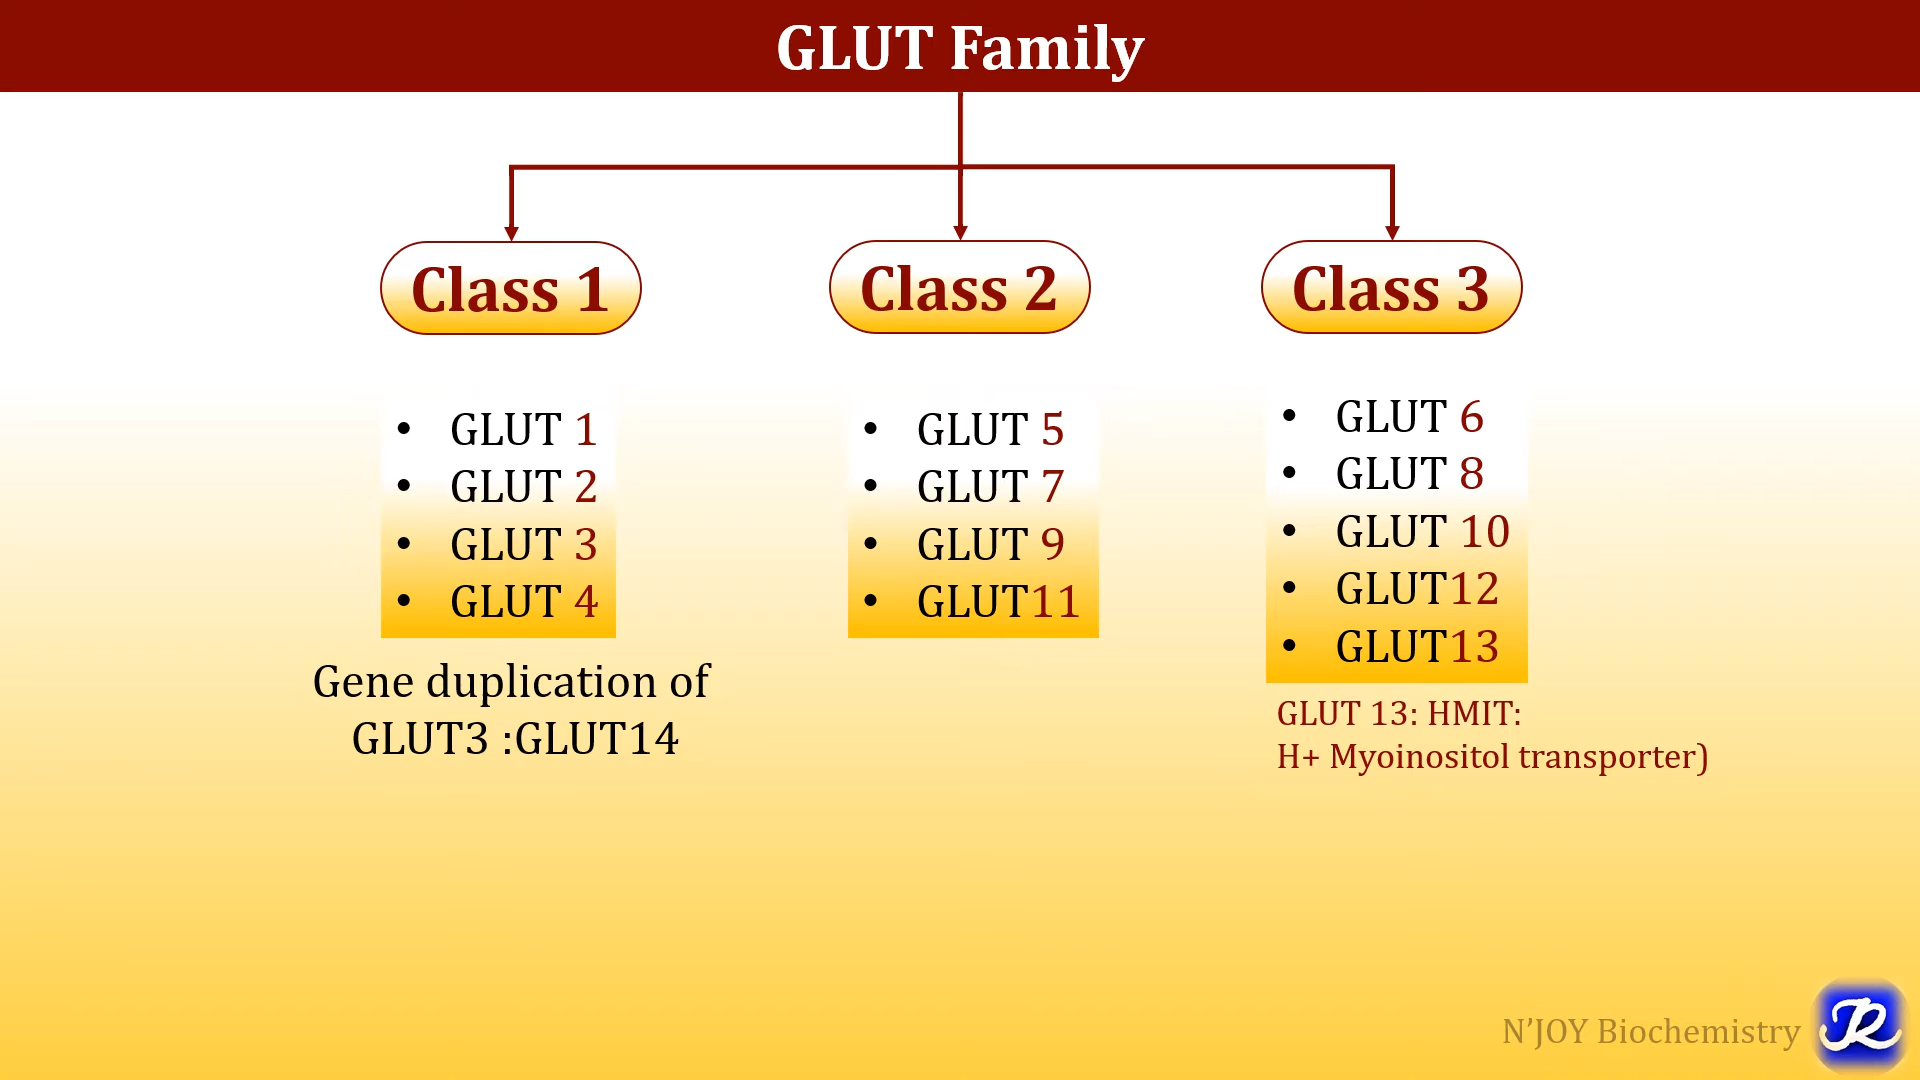 GLUT Family
Class 1
Class 2
Class 3
• GLUT 1
• GLUT 2
• GLUT 3
• GLUT 4
Gene duplication of
GLUT3 :GLUT14
• GLUT 5
• GLUT 7
• GLUT 9
• GLUT11
• GLUT 6
• GLUT 8
• GLUT 10
• GLUT12
• GLUT13
GLUT 13: HMIT:
H+ Myoinositol transporter)
N’JOY Biochemistry
R